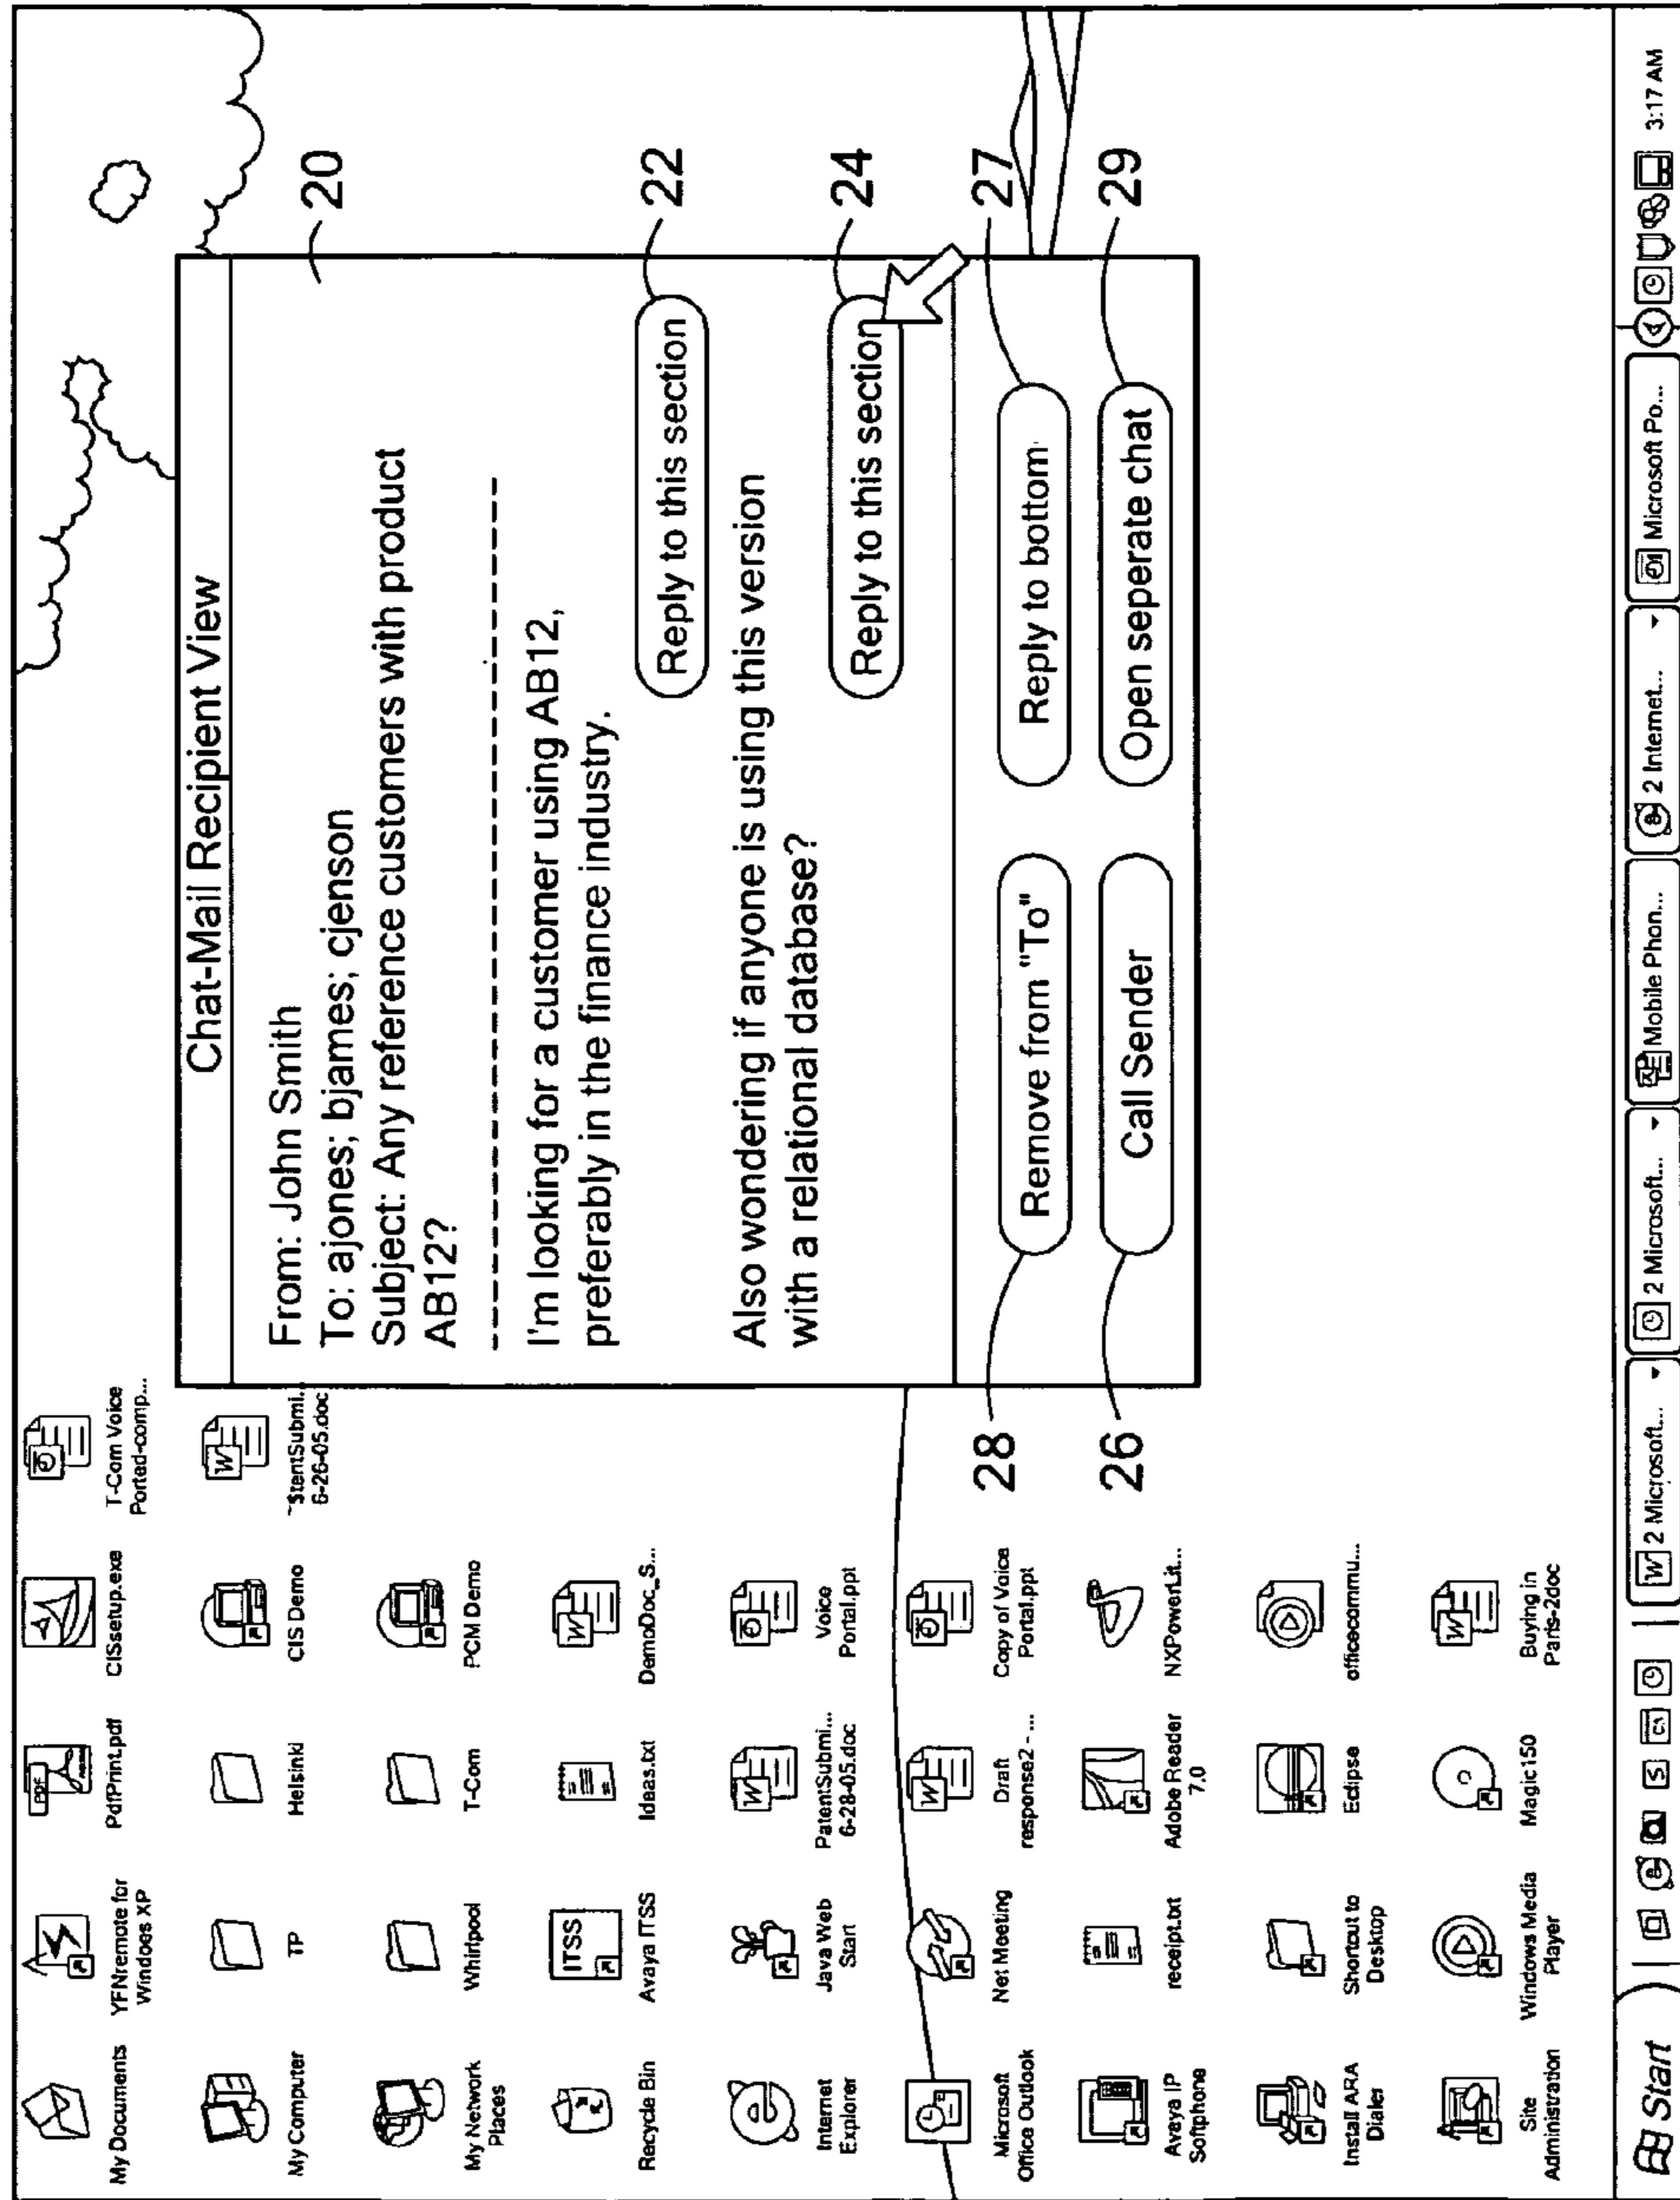 My Documents
YFNremote for
Windoes XP
PdfPrint.pdf
CISsetup.exe
T-Com Voice
Ported-comp...
My Computer
TP
Helsinki
CIS Demo
~$tentSubmi...
6-26-05.doc
My Network
Places
Whirlpool
T-Com
PCM Demo
Recycle Bin
ITSS
Avaya ITSS
Ideas.txt
DemoDoc_S...
Internet
Explorer
Java Web
Start
PatentSubmi...
6-28-05.doc
Voice
Portal.ppt
Microsoft
Office Outlook
Net Meeting
Draft
response2 - ...
Copy of Voice
Portal.ppt
Avaya IP
Softphone
receipt.txt
Adobe Reader
7.0
NXPowerLit...
Install ARA
Dialer
Shortcut to
Desktop
Eclipse
officecommu...
Site
Administration
Windows Media
Player
Magic150
Buying in
Paris-2doc
Chat-Mail Recipient View
From: John Smith
To: ajones; bjames; cjenson
Subject: Any reference customers with product
AB12?
I'm looking for a customer using AB12,
preferably in the finance industry.
Reply to this section
Also wondering if anyone is using this version
with a relational database?
Reply to this section
Remove from "To"
Reply to bottom
Call Sender
Open seperate chat
20
22
24
27
29
28
26
Start
W 2 Microsoft...
2 Microsoft...
Mobile Phon...
2 Internet...
Microsoft Po...
3:17 AM